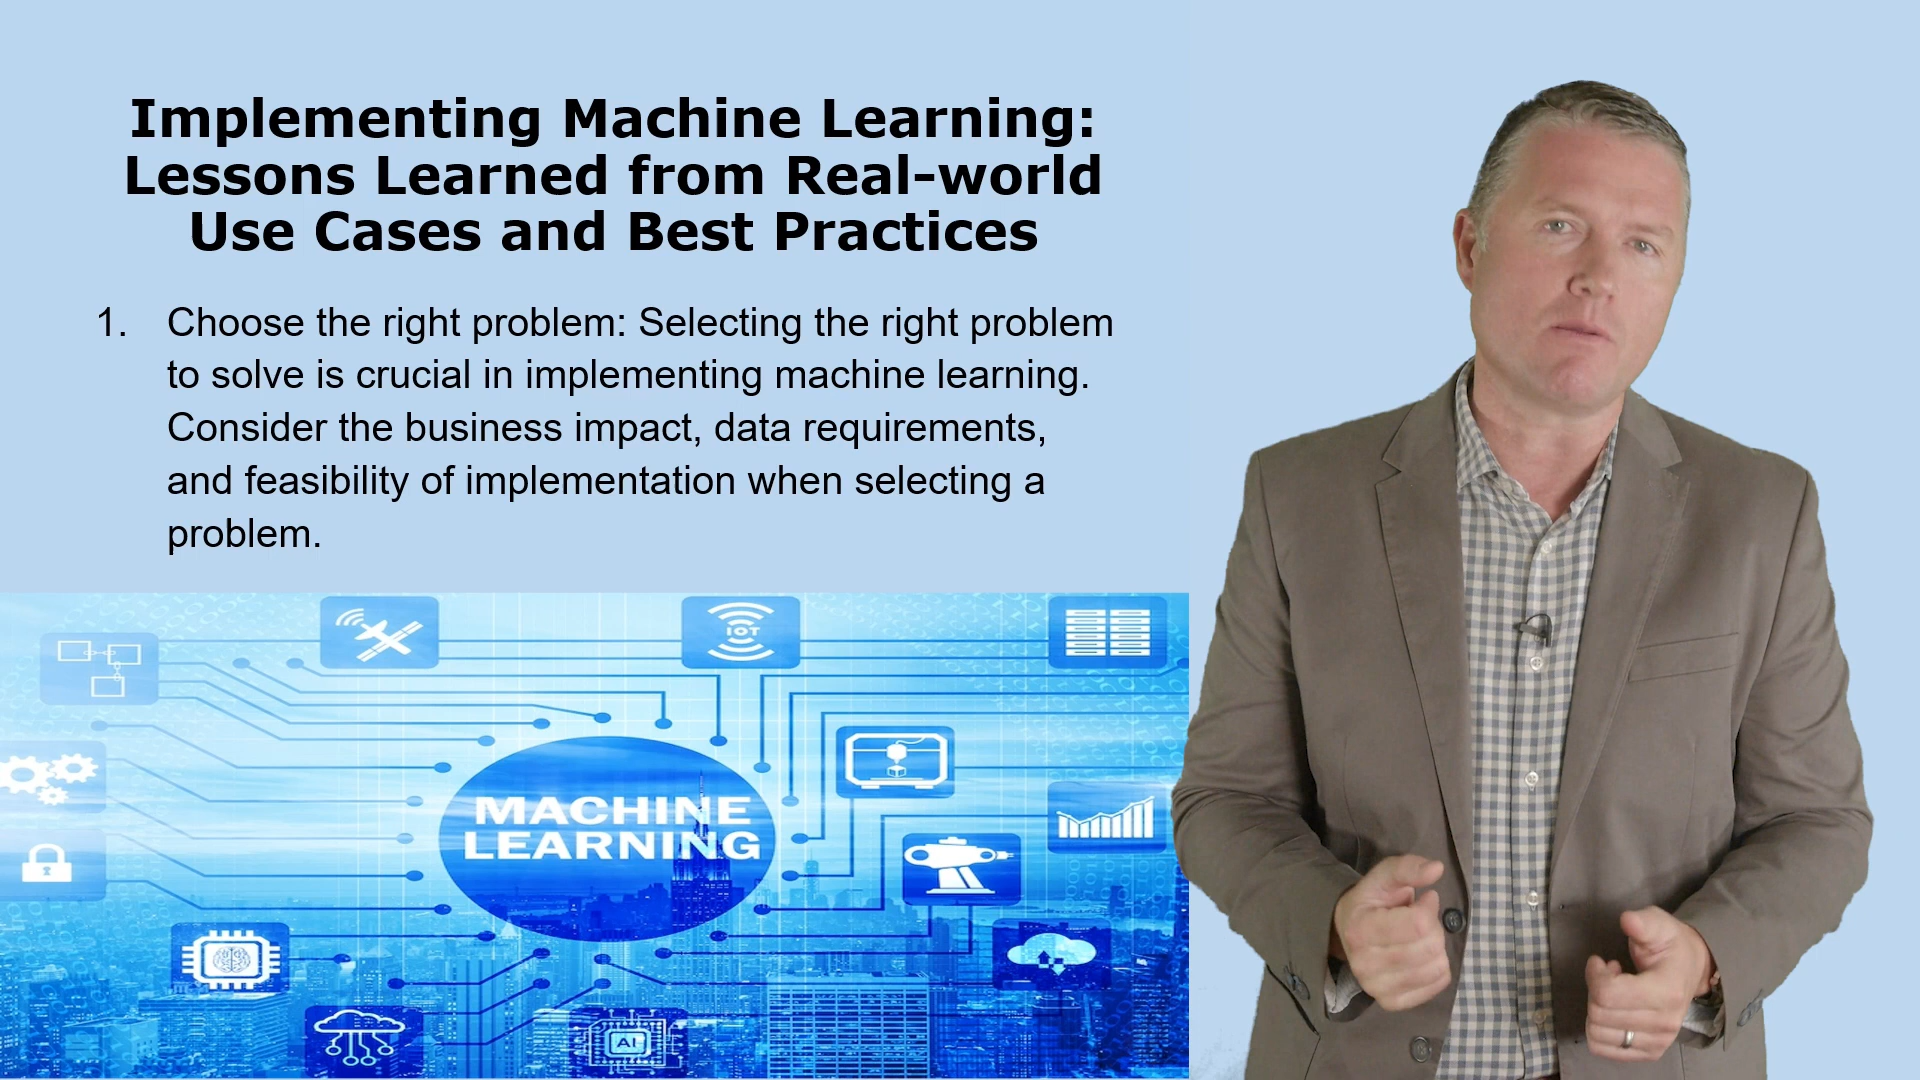 Implementing Machine Learning:
Lessons Learned from Real-world
Use Cases and Best Practices
1. Choose the right problem: Selecting the right problem
to solve is crucial in implementing machine learning.
Consider the business impact, data requirements,
and feasibility of implementation when selecting a
problem.
IOT
MACHINE
LEARNING
AI